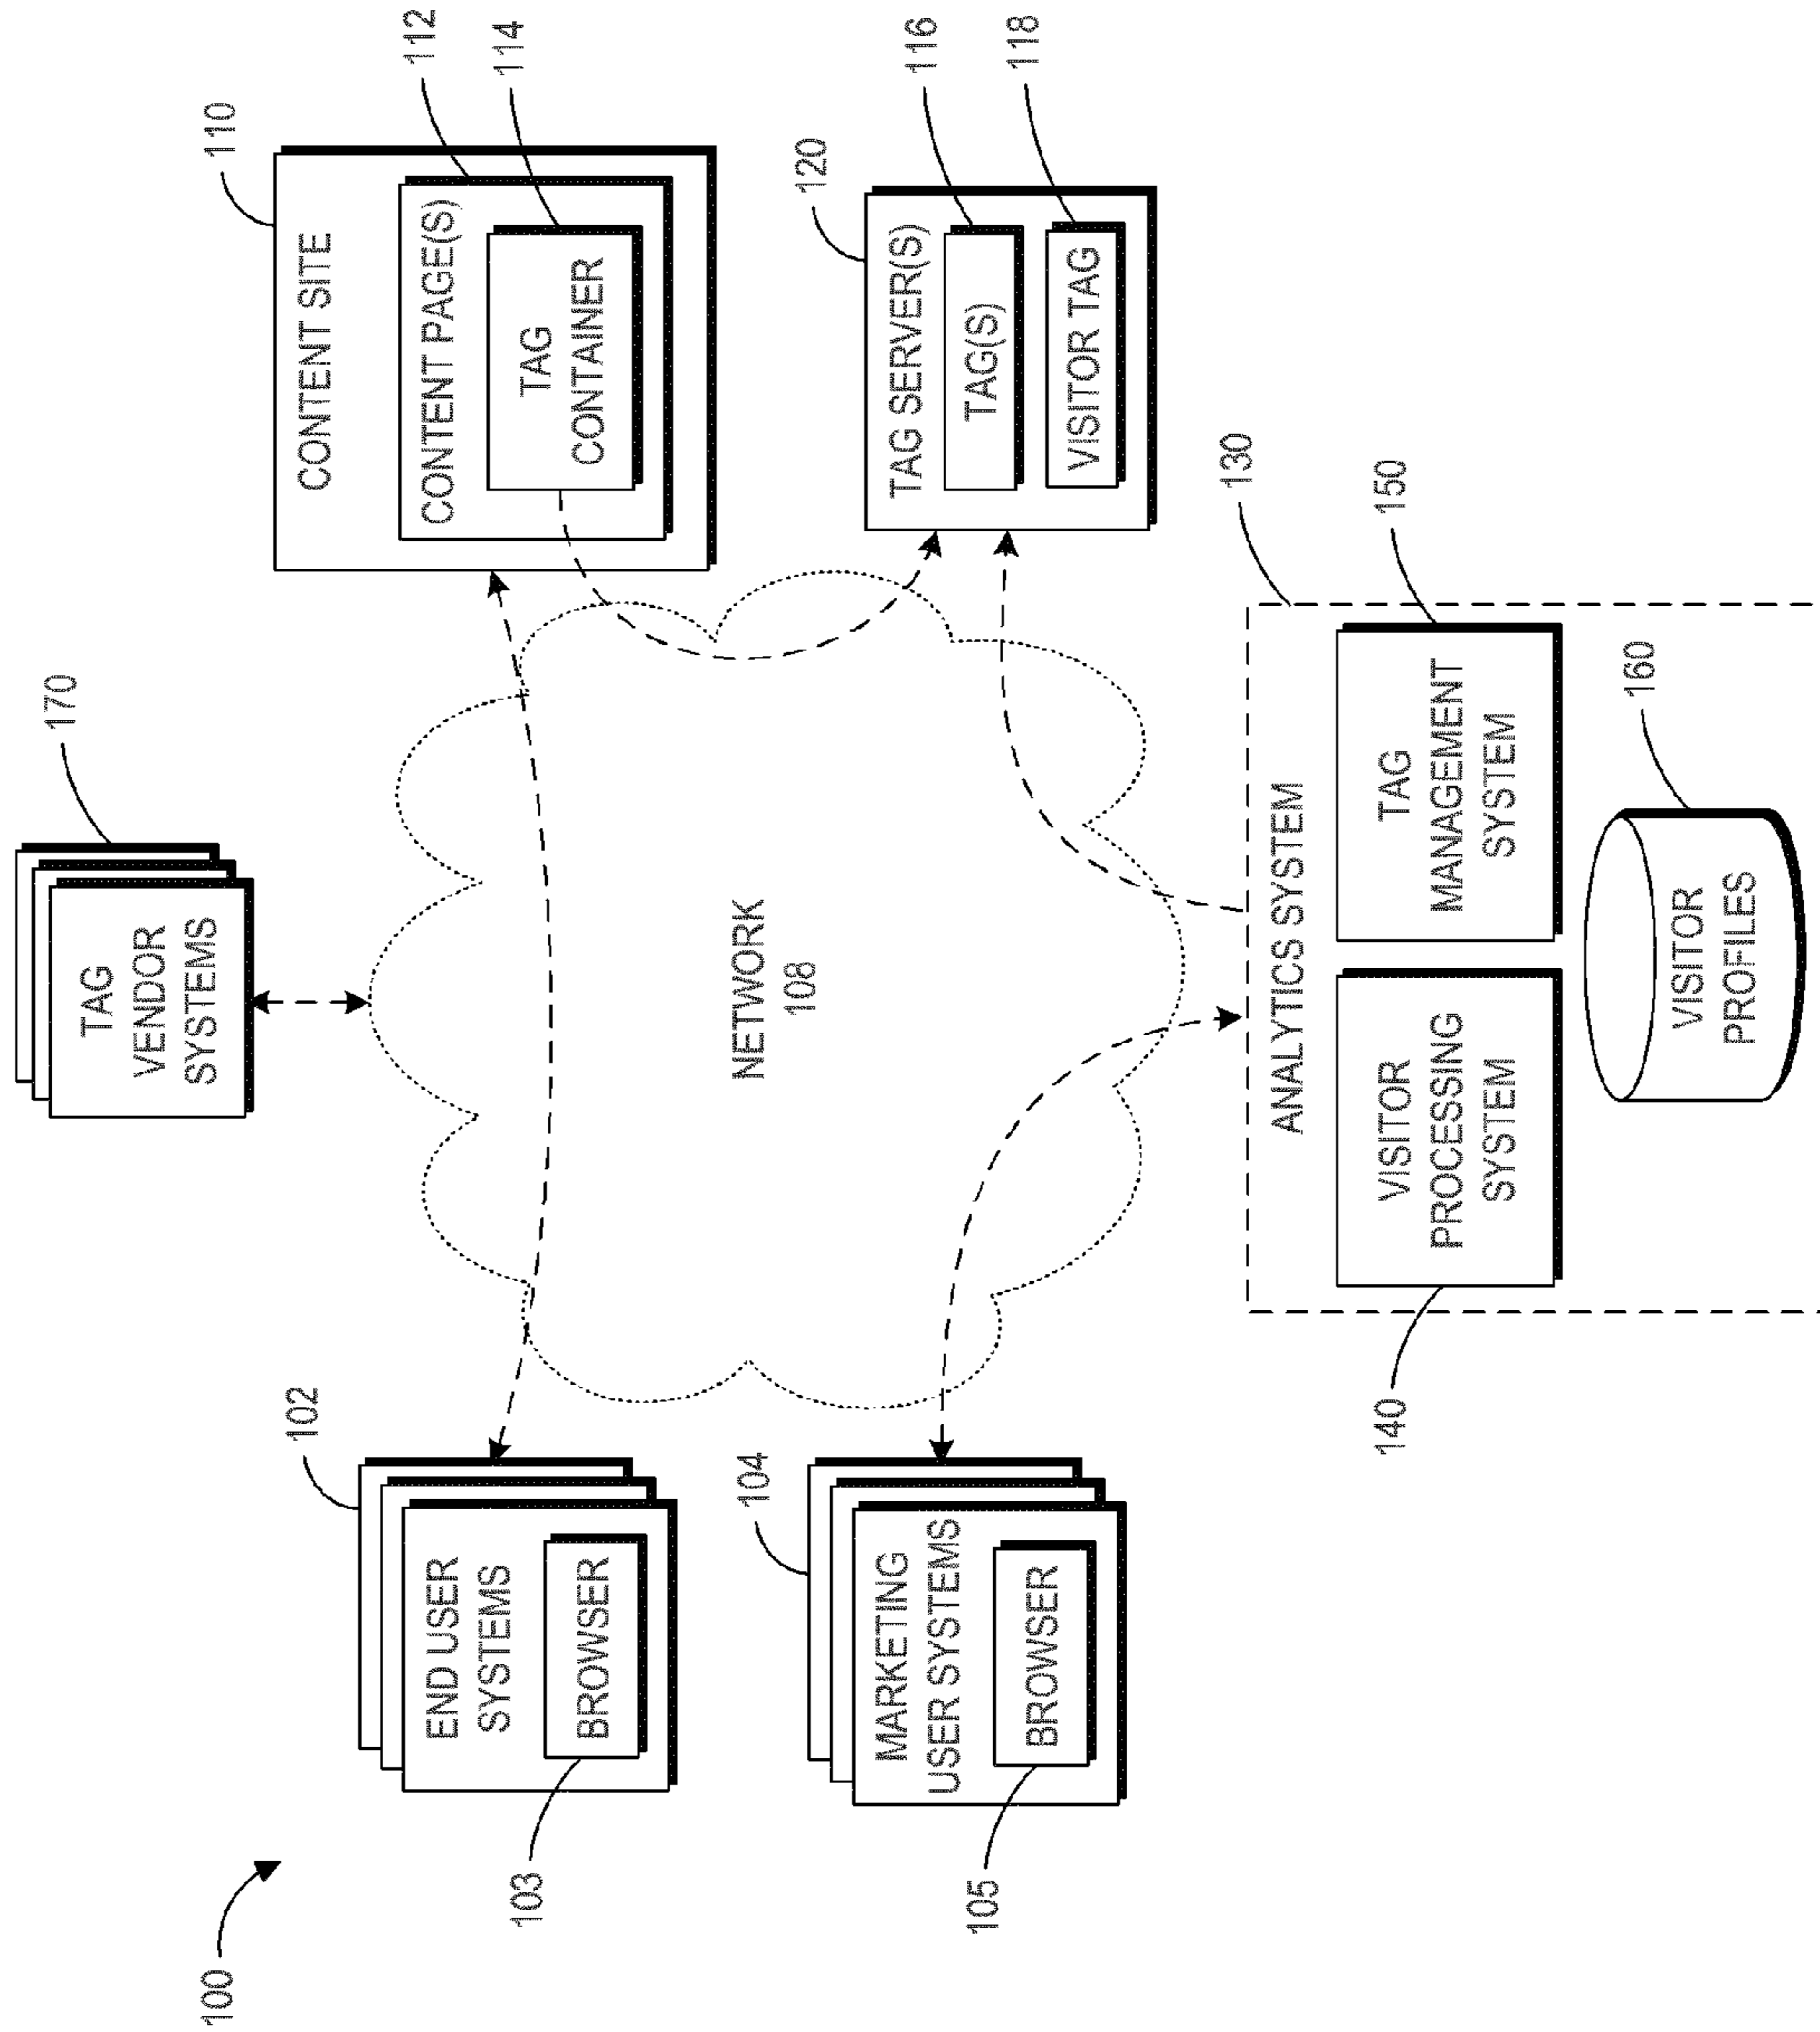 100
170
TAG
VENDOR
SYSTEMS
102
END USER
SYSTEMS
BROWSER
103
104
MARKETING
USER SYSTEMS
BROWSER
105
NETWORK
108
110
CONTENT SITE
112
CONTENT PAGE(S)
114
TAG
CONTAINER
120
TAG SERVER(S)
116
TAG(S)
118
VISITOR TAG
130
ANALYTICS SYSTEM
140
VISITOR
PROCESSING
SYSTEM
150
TAG
MANAGEMENT
SYSTEM
160
VISITOR
PROFILES